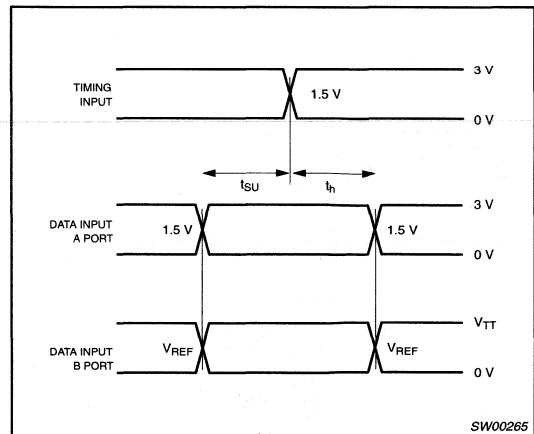 3 V
TIMING
INPUT
1.5 V
0 V
tSU
th
3 V
DATA INPUT
A PORT
1.5 V
1.5 V
0 V
VTT
DATA INPUT
B PORT
VREF
VREF
0 V
SW00265